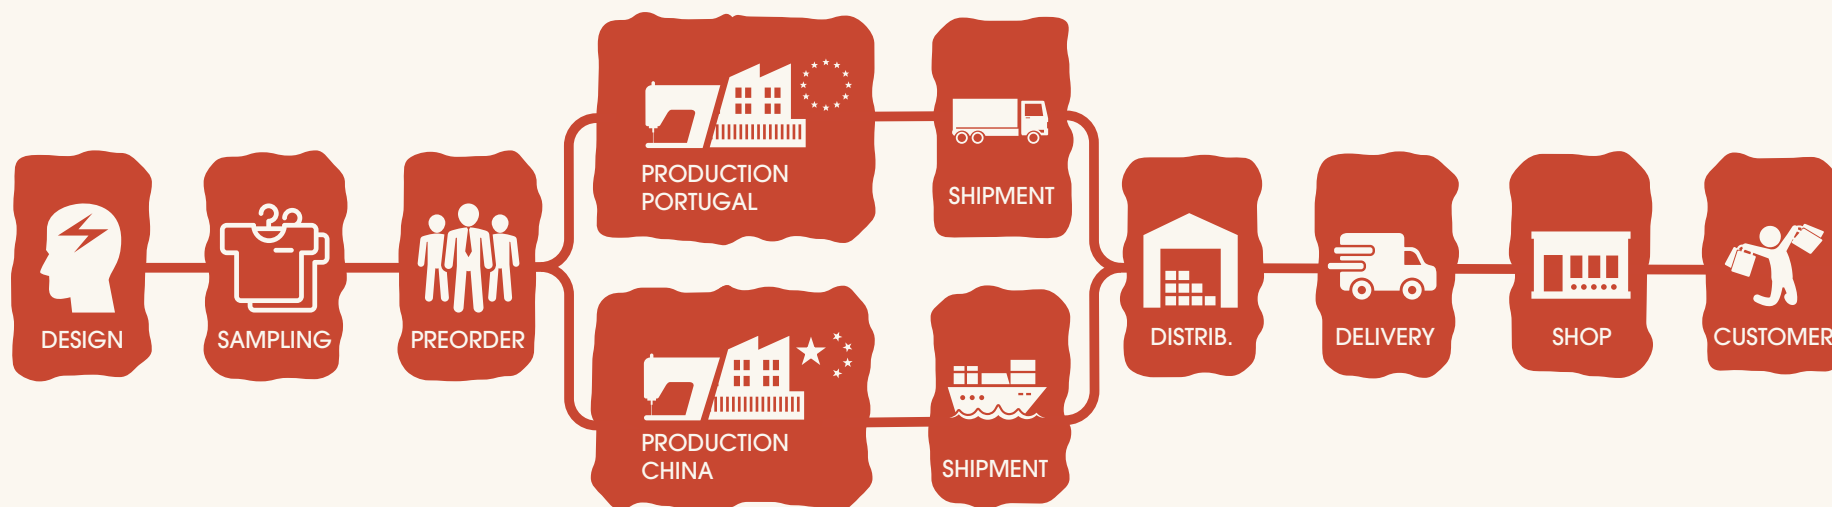 DESIGN
SAMPLING
PREORDER
PRODUCTION
PORTUGAL
SHIPMENT
PRODUCTION
CHINA
SHIPMENT
DISTRIB.
DELIVERY
SHOP
CUSTOMER